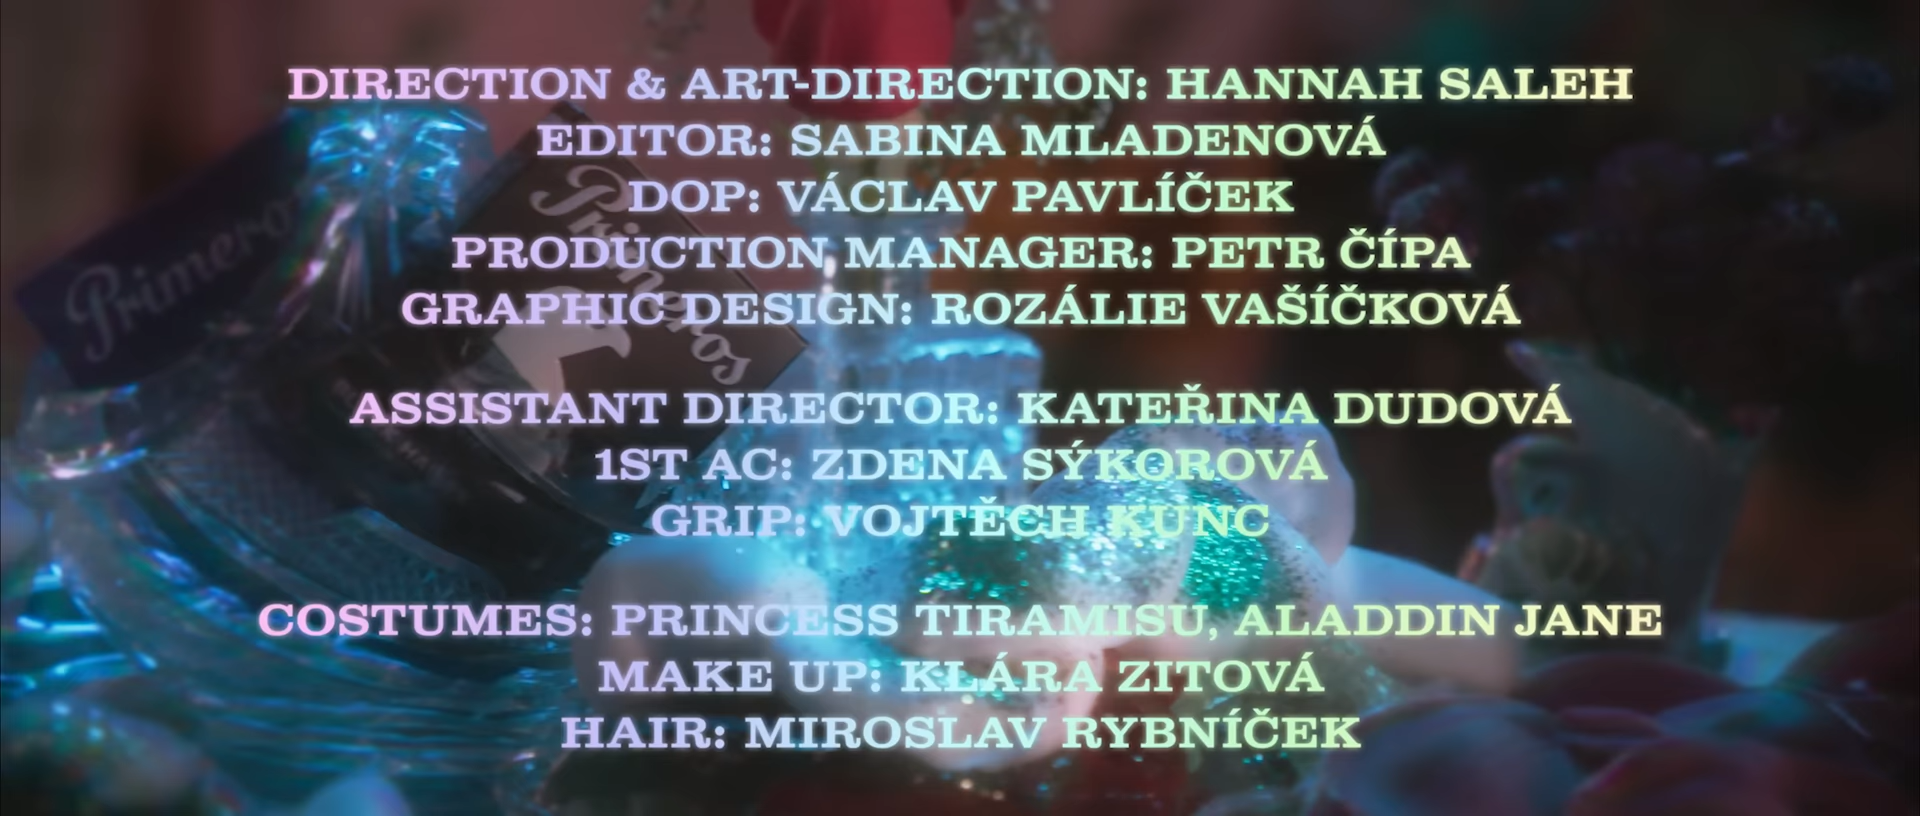 DIRECTION & ART-DIRECTION: HANNAH SALEH
EDITOR: SABINA MLADENOVÁ
DOP: VÁCLAV PAVLÍČEK
PRODUCTION MANAGER: PETR ČÍPA
GRAPHIC DESIGN: ROZÁLIE VAŠÍČKOVÁ
ASSISTANT DIRECTOR: KATEŘINA DUDOVÁ
1ST AC: ZDENA SÝKOROVÁ
GRIP: VOJTĚCH KUNC
COSTUMES: PRINCESS TIRAMISU, ALADDIN JANE
MAKE UP: KLÁRA ZITOVÁ
HAIR: MIROSLAV RYBNÍČEK
Primeros
Primeros